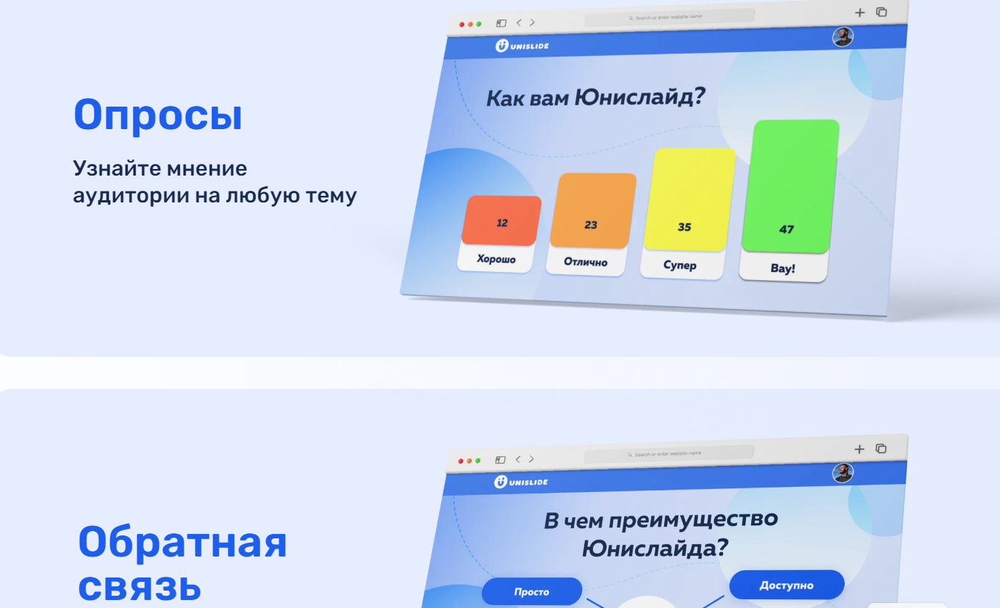 Search or enter website name
UNISLIDE
Опросы
Узнайте мнение
аудитории на любую тему
Как вам Юнислайд?
12
23
35
47
Хорошо
Отлично
Супер
Вау!
Search or enter website name
UNISLIDE
Обратная
связь
В чем преимущество
Юнислайда?
Просто
Доступно